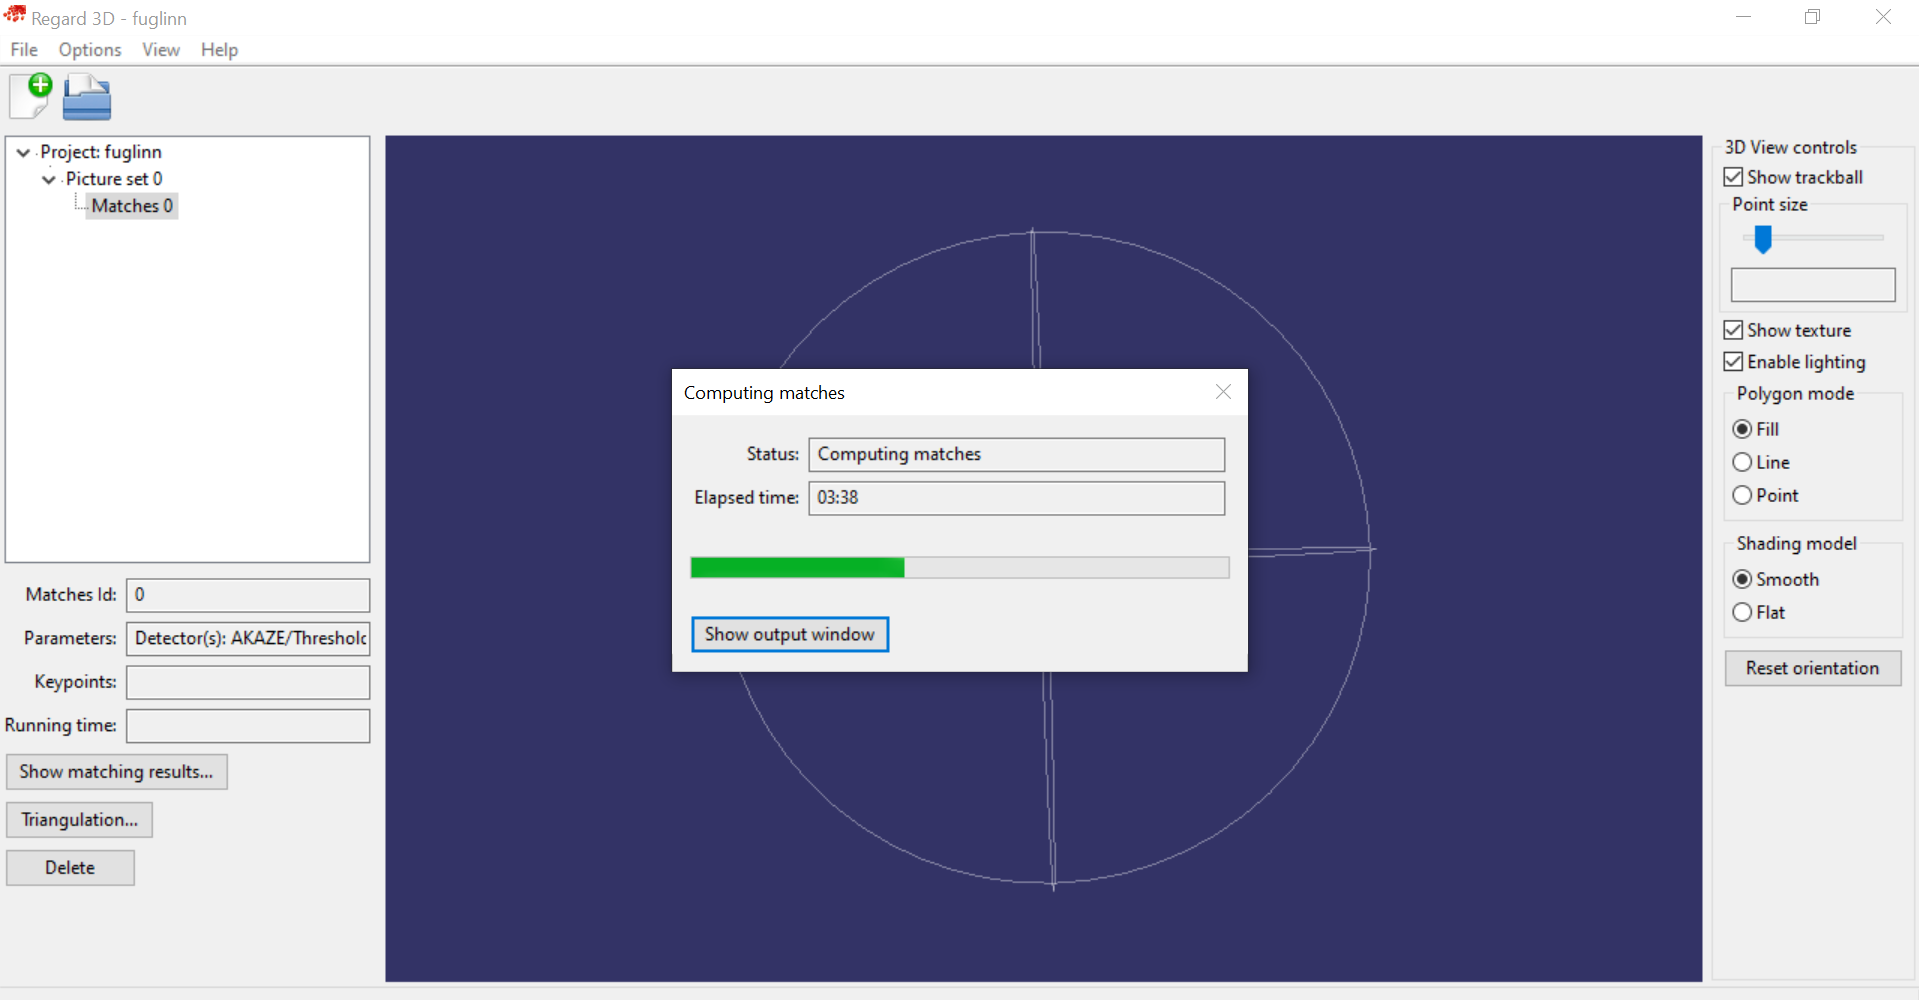 Regard 3D - fuglinn
File Options View Help
Project: fuglinn
Picture set 0
Matches 0
Matches Id: 0
Parameters: Detector(s): AKAZE/Threshol
Keypoints:
Running time:
Show matching results...
Triangulation...
Delete
Computing matches
Status: Computing matches
Elapsed time: 03:38
Show output window
3D View controls
Show trackball
Point size
Show texture
Enable lighting
Polygon mode
Fill
Line
Point
Shading model
Smooth
Flat
Reset orientation